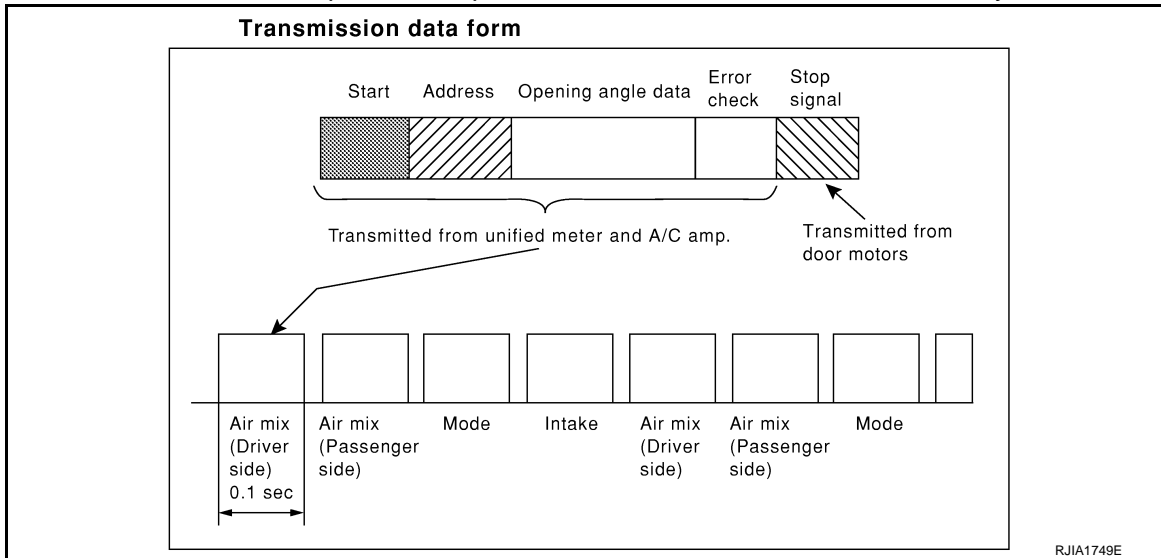 Transmission data form
Start
Address
Opening angle data
Error
check
Stop
signal
Transmitted from unified meter and A/C amp.
Transmitted from
door motors
Air mix
(Driver
side)
0.1 sec
Air mix
(Passenger
side)
Mode
Intake
Air mix
(Driver
side)
Air mix
(Passenger
side)
Mode
RJIA1749E